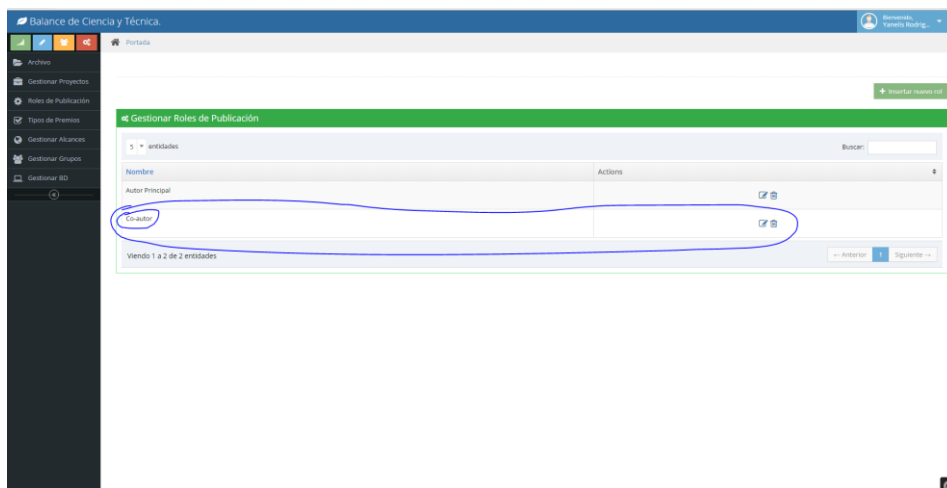 Balance de Ciencia y Técnica.
Bienvenido,
Yanelis Rodrig...
Portada
Archivo
Gestionar Proyectos
Roles de Publicación
Tipos de Premios
Gestionar Alcances
Gestionar Grupos
Gestionar BD
+ Insertar nuevo rol
Gestionar Roles de Publicación
5 entidades
Buscar:
Nombre Actions
Autor Principal
Co-autor
Viendo 1 a 2 de 2 entidades
← Anterior 1 Siguiente →